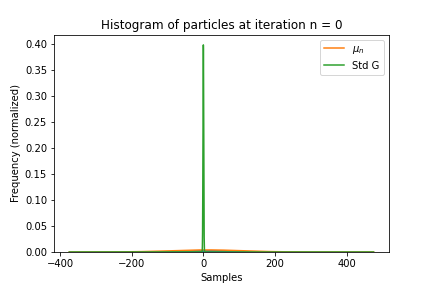 Histogram of particles at iteration n = 0
Frequency (normalized)
0.40
0.35
0.30
0.25
0.20
0.15
0.10
0.05
0.00
−400
−200
0
200
400
Samples
μn
Std G